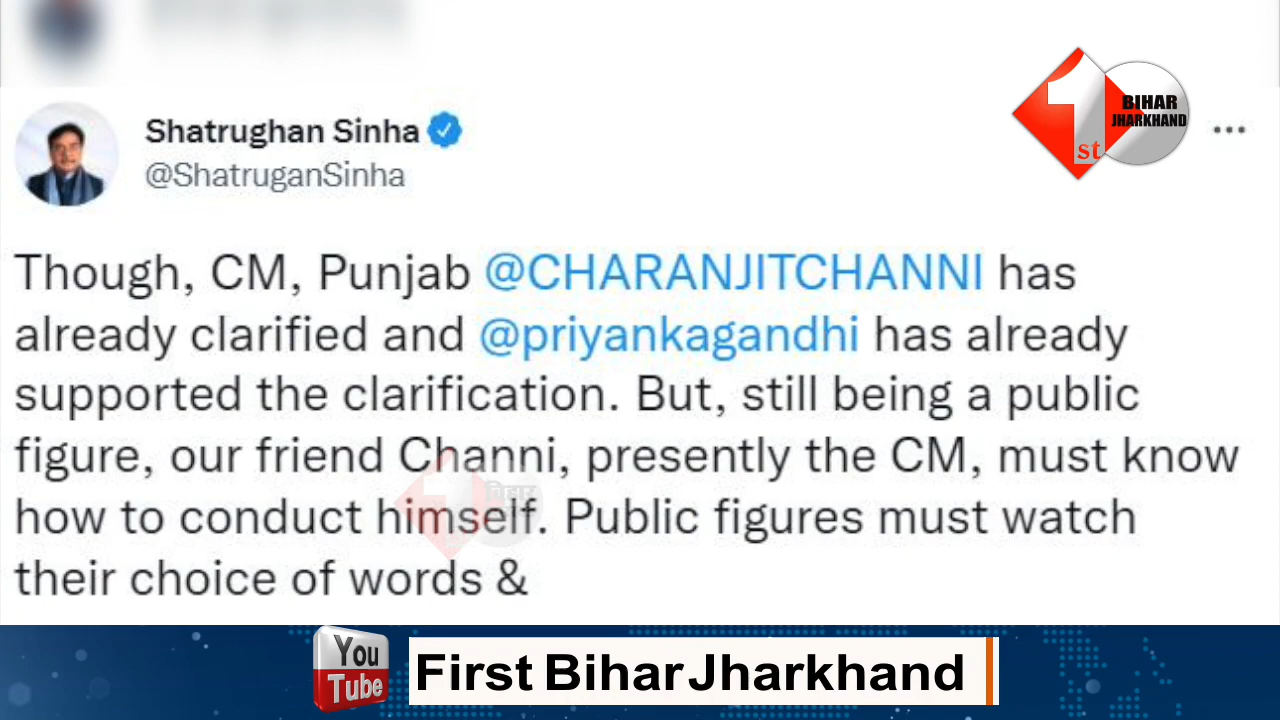 1st
BIHAR
JHARKHAND
Shatrughan Sinha
@ShatruganSinha
Though, CM, Punjab @CHARANJITCHANNI has
already clarified and @priyankagandhi has already
supported the clarification. But, still being a public
figure, our friend Channi, presently the CM, must know
how to conduct himself. Public figures must watch
their choice of words &
बिहार
You
Tube
First Bihar Jharkhand